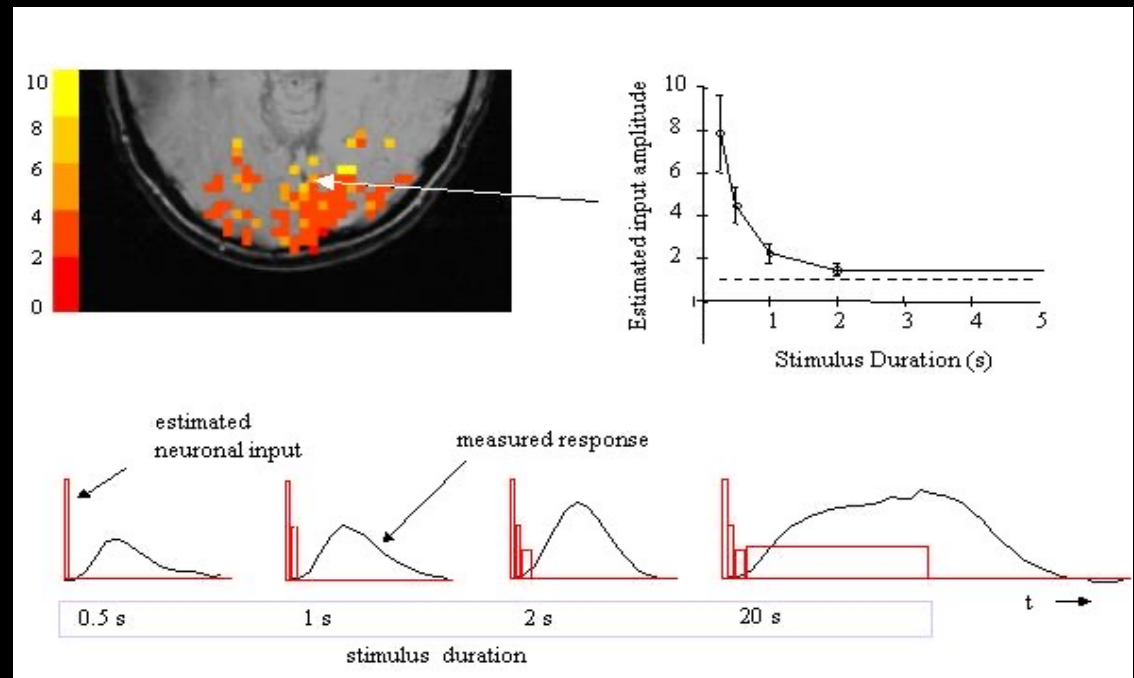 10
8
6
4
2
0
Estimated input amplitude
10
8
6
4
2
1
2
3
4
5
Stimulus Duration (s)
estimated
neuronal input
measured response
0.5 s
1 s
2 s
20 s
t
stimulus duration